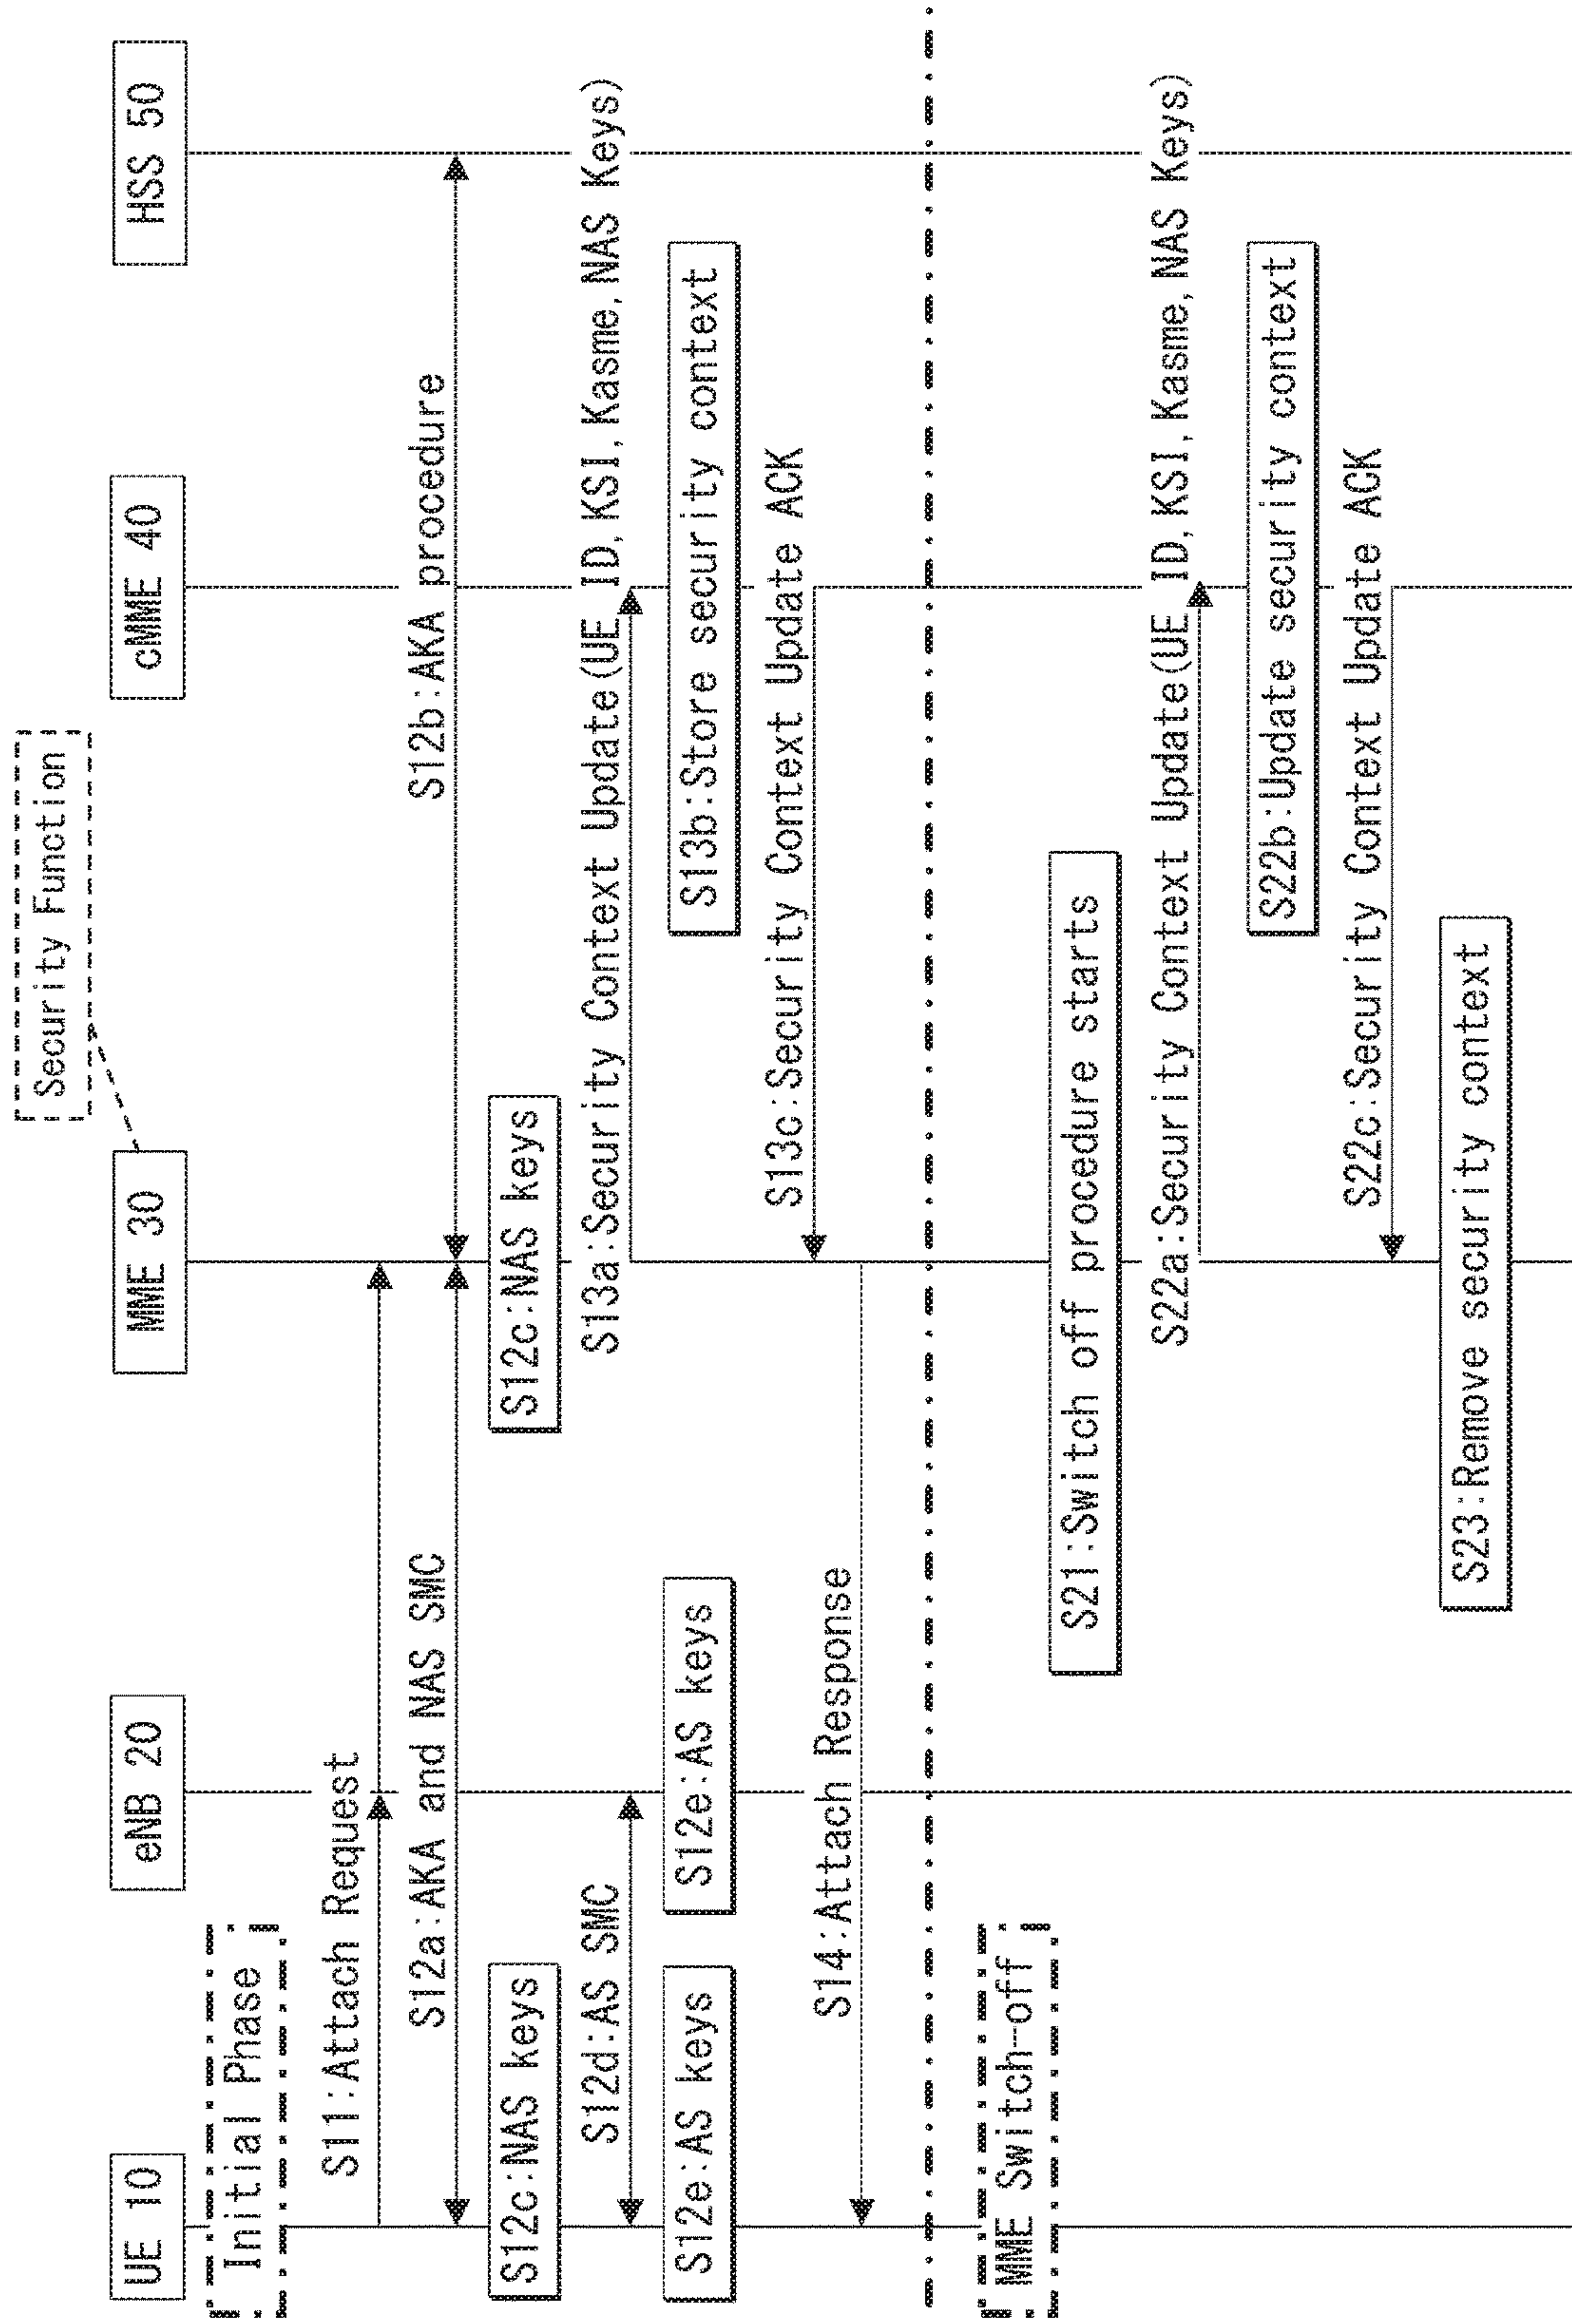 Security Function
UE 10
eNB 20
MME 30
cMME 40
HSS 50
Initial Phase
S11:Attach Request
S12a:AKA and NAS SMC
S12b:AKA procedure
S12c:NAS keys
S12c:NAS keys
S12d:AS SMC
S13a:Security Context Update(UE ID, KSI, Kasme, NAS Keys)
S12e:AS keys
S12e:AS keys
S13b:Store security context
S13c:Security Context Update ACK
S14:Attach Response
MME Switch-off
S21:Switch off procedure starts
S22a:Security Context Update(UE ID, KSI, Kasme, NAS Keys)
S22b:Update security context
S22c:Security Context Update ACK
S23:Remove security context